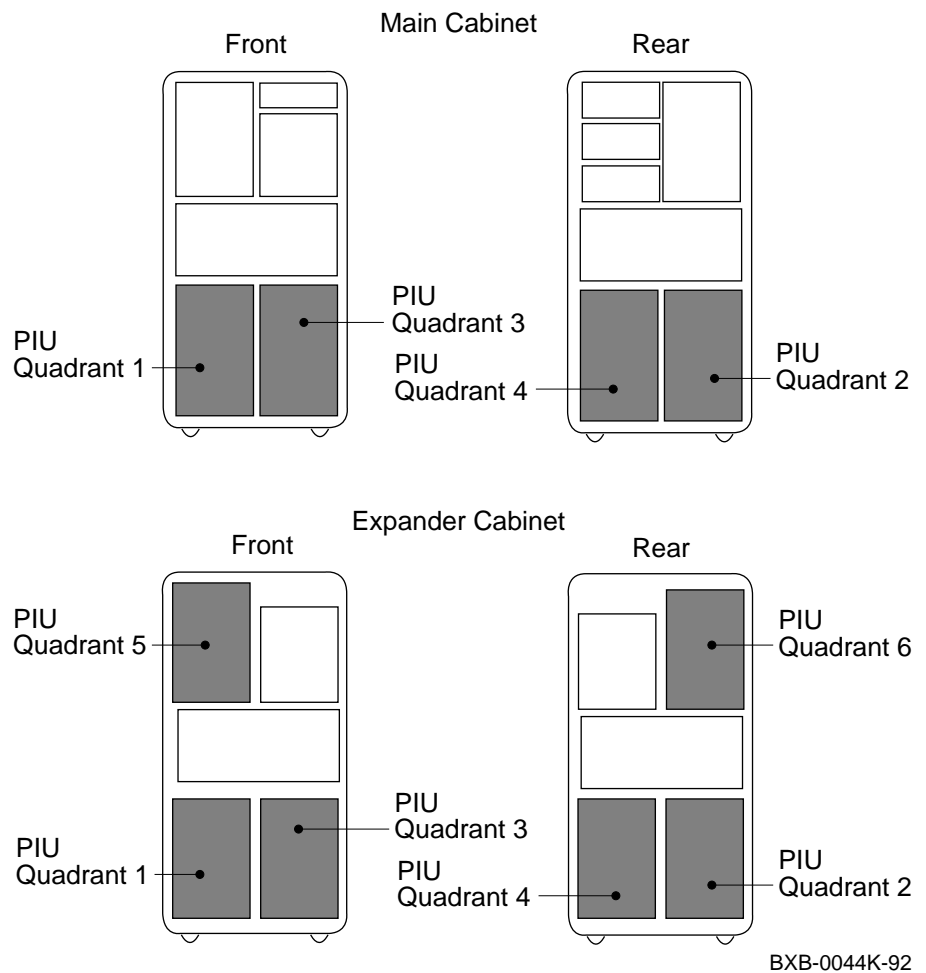 Main Cabinet
Front
Rear
PIU
Quadrant 1
PIU
Quadrant 3
PIU
Quadrant 4
PIU
Quadrant 2
Expander Cabinet
Front
Rear
PIU
Quadrant 5
PIU
Quadrant 6
PIU
Quadrant 1
PIU
Quadrant 3
PIU
Quadrant 4
PIU
Quadrant 2
BXB-0044K-92